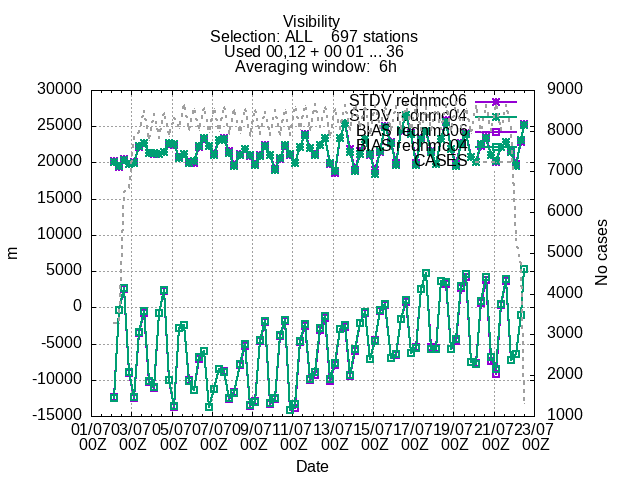 Visibility
Selection: ALL 697 stations
Used 00,12 + 00 01 ... 36
Averaging window: 6h
30000
25000
20000
15000
10000
5000
0
-5000
-10000
-15000
m
STDV rednmc06
STDV rednmc04
BIAS rednmc06
BIAS rednmc04
CASES
9000
8000
7000
6000
5000
4000
3000
2000
1000
No cases
01/07 03/07 05/07 07/07 09/07 11/07 13/07 15/07 17/07 19/07 21/07 23/07
00Z 00Z 00Z 00Z 00Z 00Z 00Z 00Z 00Z 00Z 00Z 00Z
Date